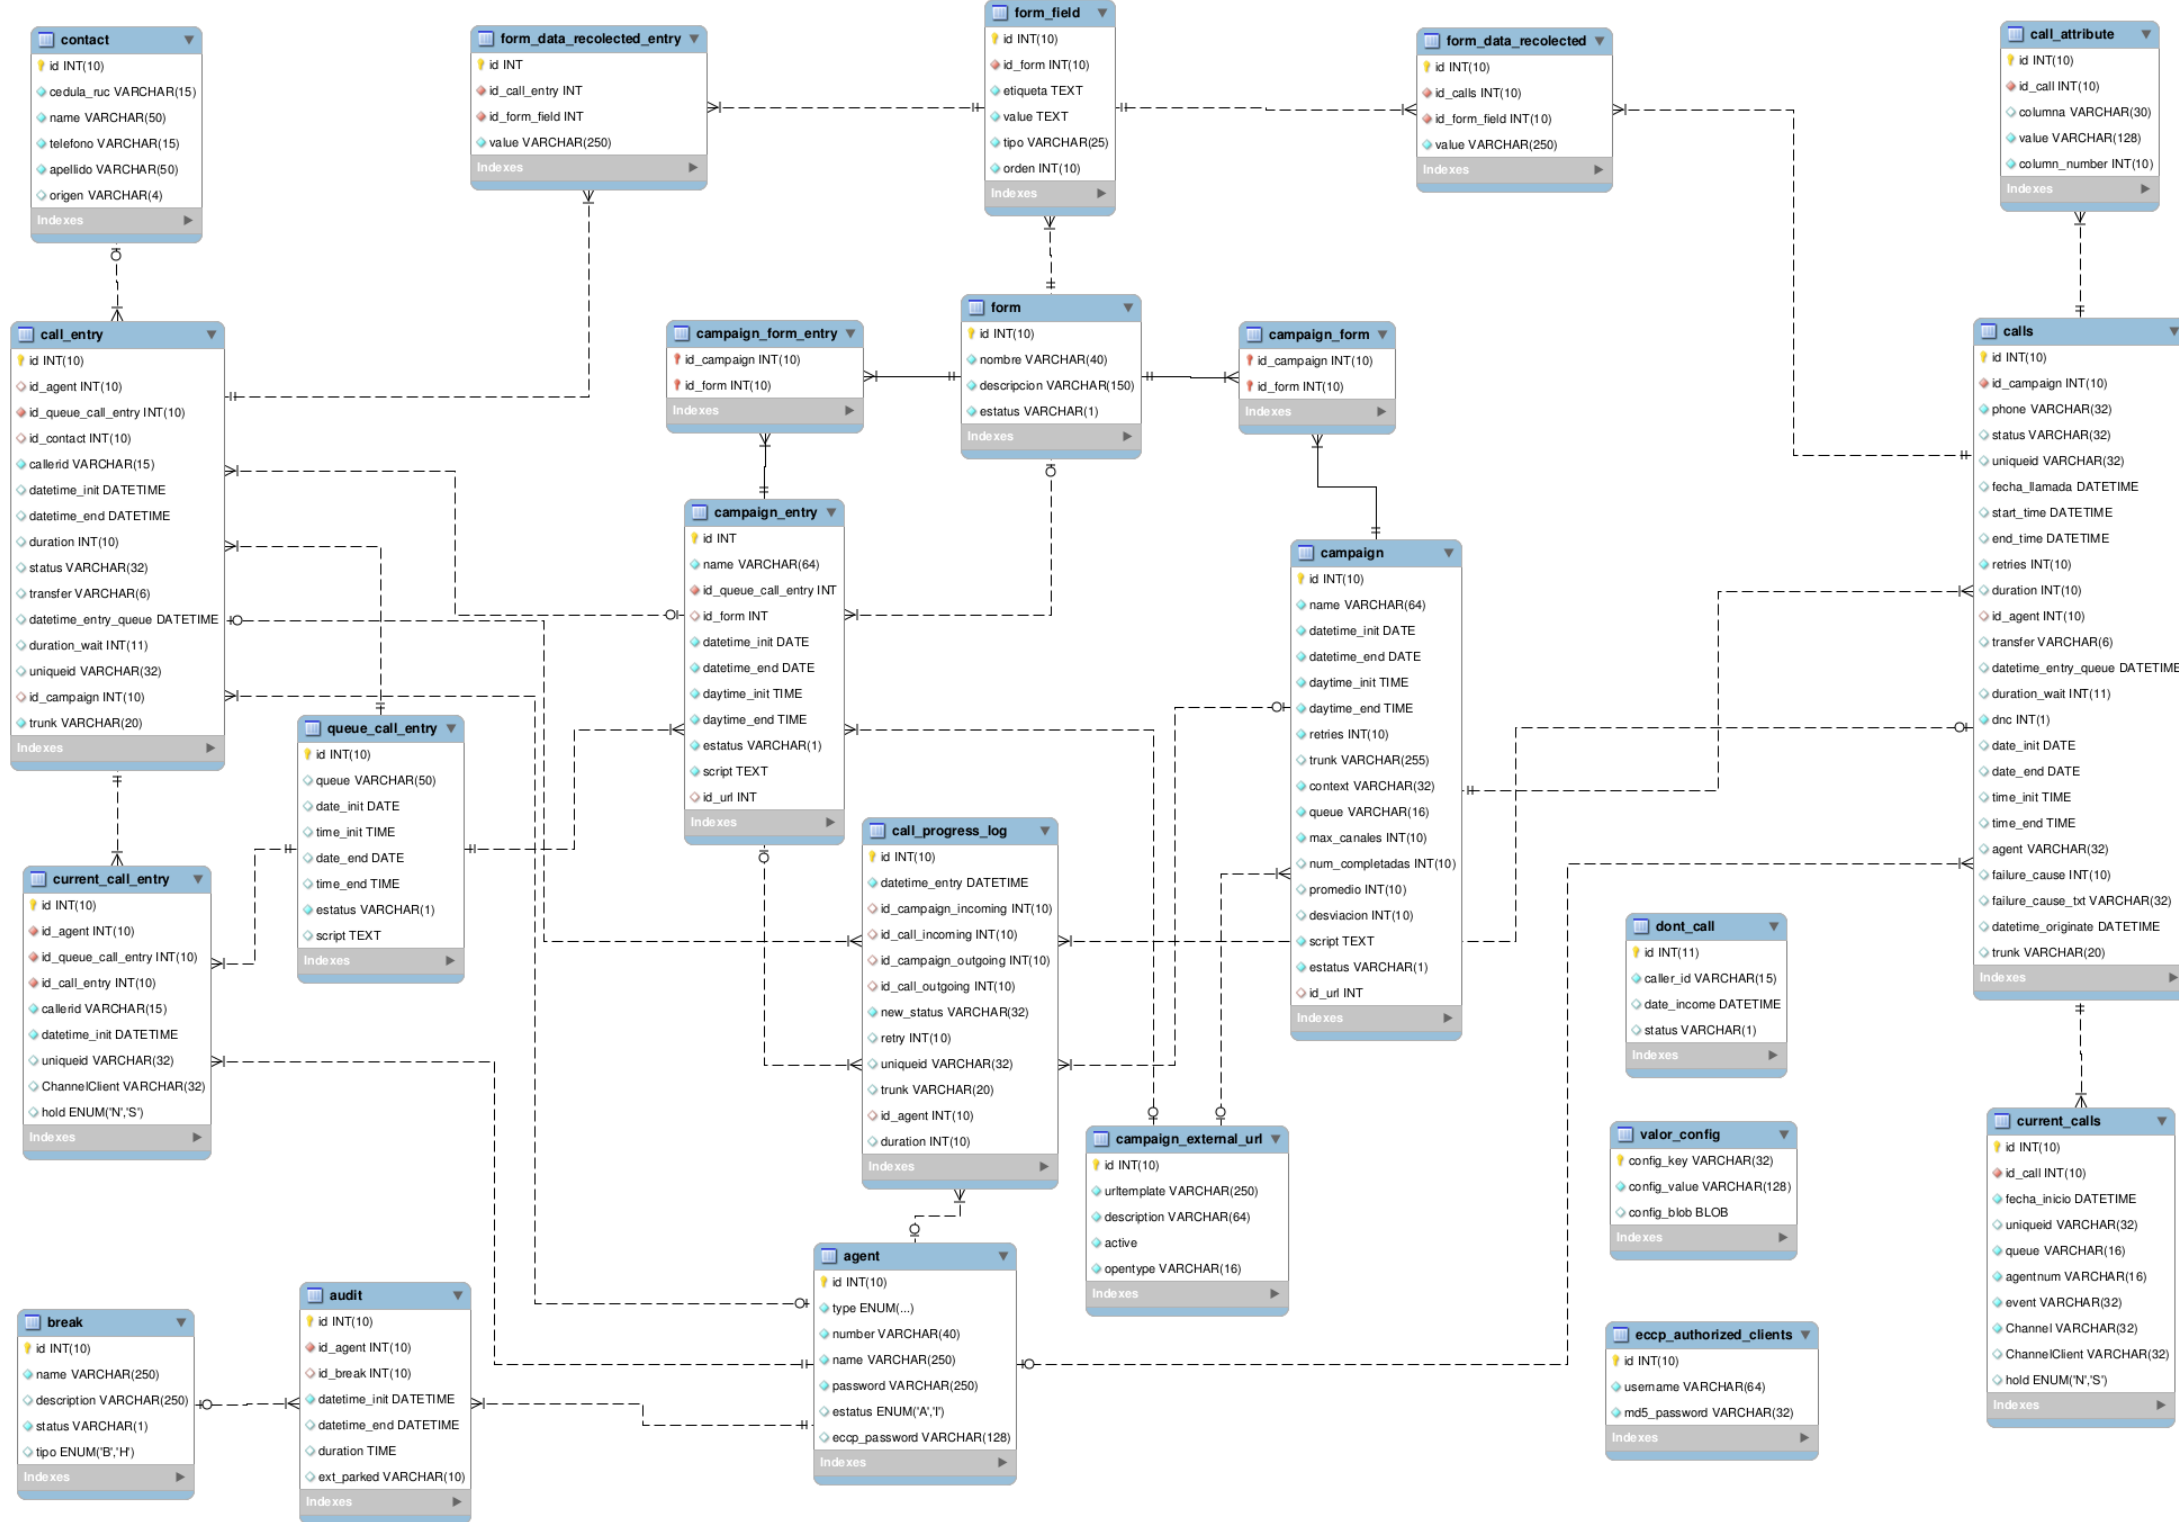 contact
id INT(10)
cedula_ruc VARCHAR(15)
name VARCHAR(50)
telefono VARCHAR(15)
apellido VARCHAR(50)
origen VARCHAR(4)
Indexes
form_data_recolected_entry
id INT
id_call_entry INT
id_form_field INT
value VARCHAR(250)
Indexes
form_field
id INT(10)
id_form INT(10)
etiqueta TEXT
value TEXT
tipo VARCHAR(25)
orden INT(10)
Indexes
form_data_recolected
id INT(10)
id_calls INT(10)
id_form_field INT(10)
value VARCHAR(250)
Indexes
call_attribute
id INT(10)
id_call INT(10)
columna VARCHAR(30)
value VARCHAR(128)
column_number INT(10)
Indexes
call_entry
id INT(10)
id_agent INT(10)
id_queue_call_entry INT(10)
id_contact INT(10)
callerid VARCHAR(15)
datetime_init DATETIME
datetime_end DATETIME
duration INT(10)
status VARCHAR(32)
transfer VARCHAR(6)
datetime_entry_queue DATETIME
duration_wait INT(11)
uniqueid VARCHAR(32)
id_campaign INT(10)
trunk VARCHAR(20)
Indexes
campaign_form_entry
id_campaign INT(10)
id_form INT(10)
Indexes
form
id INT(10)
nombre VARCHAR(40)
descripcion VARCHAR(150)
estatus VARCHAR(1)
Indexes
campaign_form
id_campaign INT(10)
id_form INT(10)
Indexes
calls
id INT(10)
id_campaign INT(10)
phone VARCHAR(32)
status VARCHAR(32)
uniqueid VARCHAR(32)
fecha_llamada DATETIME
start_time DATETIME
end_time DATETIME
retries INT(10)
duration INT(10)
id_agent INT(10)
transfer VARCHAR(6)
datetime_entry_queue DATETIME
duration_wait INT(11)
dnc INT(1)
date_init DATE
date_end DATE
time_init TIME
time_end TIME
agent VARCHAR(32)
failure_cause INT(10)
failure_cause_txt VARCHAR(32)
datetime_originate DATETIME
trunk VARCHAR(20)
Indexes
campaign_entry
id INT
name VARCHAR(64)
id_queue_call_entry INT
id_form INT
datetime_init DATE
datetime_end DATE
daytime_init TIME
daytime_end TIME
estatus VARCHAR(1)
script TEXT
id_url INT
Indexes
campaign
id INT(10)
name VARCHAR(64)
datetime_init DATE
datetime_end DATE
daytime_init TIME
daytime_end TIME
retries INT(10)
trunk VARCHAR(255)
context VARCHAR(32)
queue VARCHAR(16)
max_canales INT(10)
num_completadas INT(10)
promedio INT(10)
desviacion INT(10)
script TEXT
estatus VARCHAR(1)
id_url INT
Indexes
queue_call_entry
id INT(10)
queue VARCHAR(50)
date_init DATE
time_init TIME
date_end DATE
time_end TIME
estatus VARCHAR(1)
script TEXT
Indexes
call_progress_log
id INT(10)
datetime_entry DATETIME
id_campaign_incoming INT(10)
id_call_incoming INT(10)
id_campaign_outgoing INT(10)
id_call_outgoing INT(10)
new_status VARCHAR(32)
retry INT(10)
uniqueid VARCHAR(32)
trunk VARCHAR(20)
id_agent INT(10)
duration INT(10)
Indexes
current_call_entry
id INT(10)
id_agent INT(10)
id_queue_call_entry INT(10)
id_call_entry INT(10)
callerid VARCHAR(15)
datetime_init DATETIME
uniqueid VARCHAR(32)
ChannelClient VARCHAR(32)
hold ENUM('N','S')
Indexes
dont_call
id INT(11)
caller_id VARCHAR(15)
date_income DATETIME
status VARCHAR(1)
Indexes
campaign_external_url
id INT(10)
urltemplate VARCHAR(250)
description VARCHAR(64)
active
opentype VARCHAR(16)
Indexes
valor_config
config_key VARCHAR(32)
config_value VARCHAR(128)
config_blob BLOB
Indexes
current_calls
id INT(10)
id_call INT(10)
fecha_inicio DATETIME
uniqueid VARCHAR(32)
queue VARCHAR(16)
agentnum VARCHAR(16)
event VARCHAR(32)
Channel VARCHAR(32)
ChannelClient VARCHAR(32)
hold ENUM('N','S')
Indexes
break
id INT(10)
name VARCHAR(250)
description VARCHAR(250)
status VARCHAR(1)
tipo ENUM('B','H')
Indexes
audit
id INT(10)
id_agent INT(10)
id_break INT(10)
datetime_init DATETIME
datetime_end DATETIME
duration TIME
ext_parked VARCHAR(10)
Indexes
agent
id INT(10)
type ENUM(...)
number VARCHAR(40)
name VARCHAR(250)
password VARCHAR(250)
estatus ENUM('A','I')
eccp_password VARCHAR(128)
Indexes
eccp_authorized_clients
id INT(10)
username VARCHAR(64)
md5_password VARCHAR(32)
Indexes